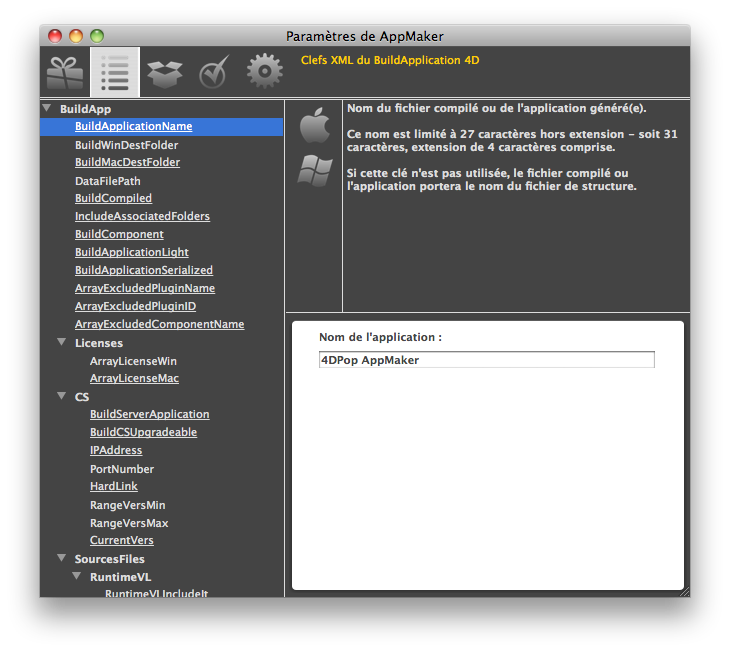 Paramètres de AppMaker
Clefs XML du BuildApplication 4D
BuildApp
BuildApplicationName
BuildWinDestFolder
BuildMacDestFolder
DataFilePath
BuildCompiled
IncludeAssociatedFolders
BuildComponent
BuildApplicationLight
BuildApplicationSerialized
ArrayExcludedPluginName
ArrayExcludedPluginID
ArrayExcludedComponentName
Licenses
ArrayLicenseWin
ArrayLicenseMac
CS
BuildServerApplication
BuildCSUpgradeable
IPAddress
PortNumber
HardLink
RangeVersMin
RangeVersMax
CurrentVers
SourcesFiles
RuntimeVL
RuntimeVLIncludeIt
Nom du fichier compilé ou de l'application généré(e).
Ce nom est limité à 27 caractères hors extension - soit 31
caractères, extension de 4 caractères comprise.
Si cette clé n'est pas utilisée, le fichier compilé ou
l'application portera le nom du fichier de structure.
Nom de l'application :
4DPop AppMaker